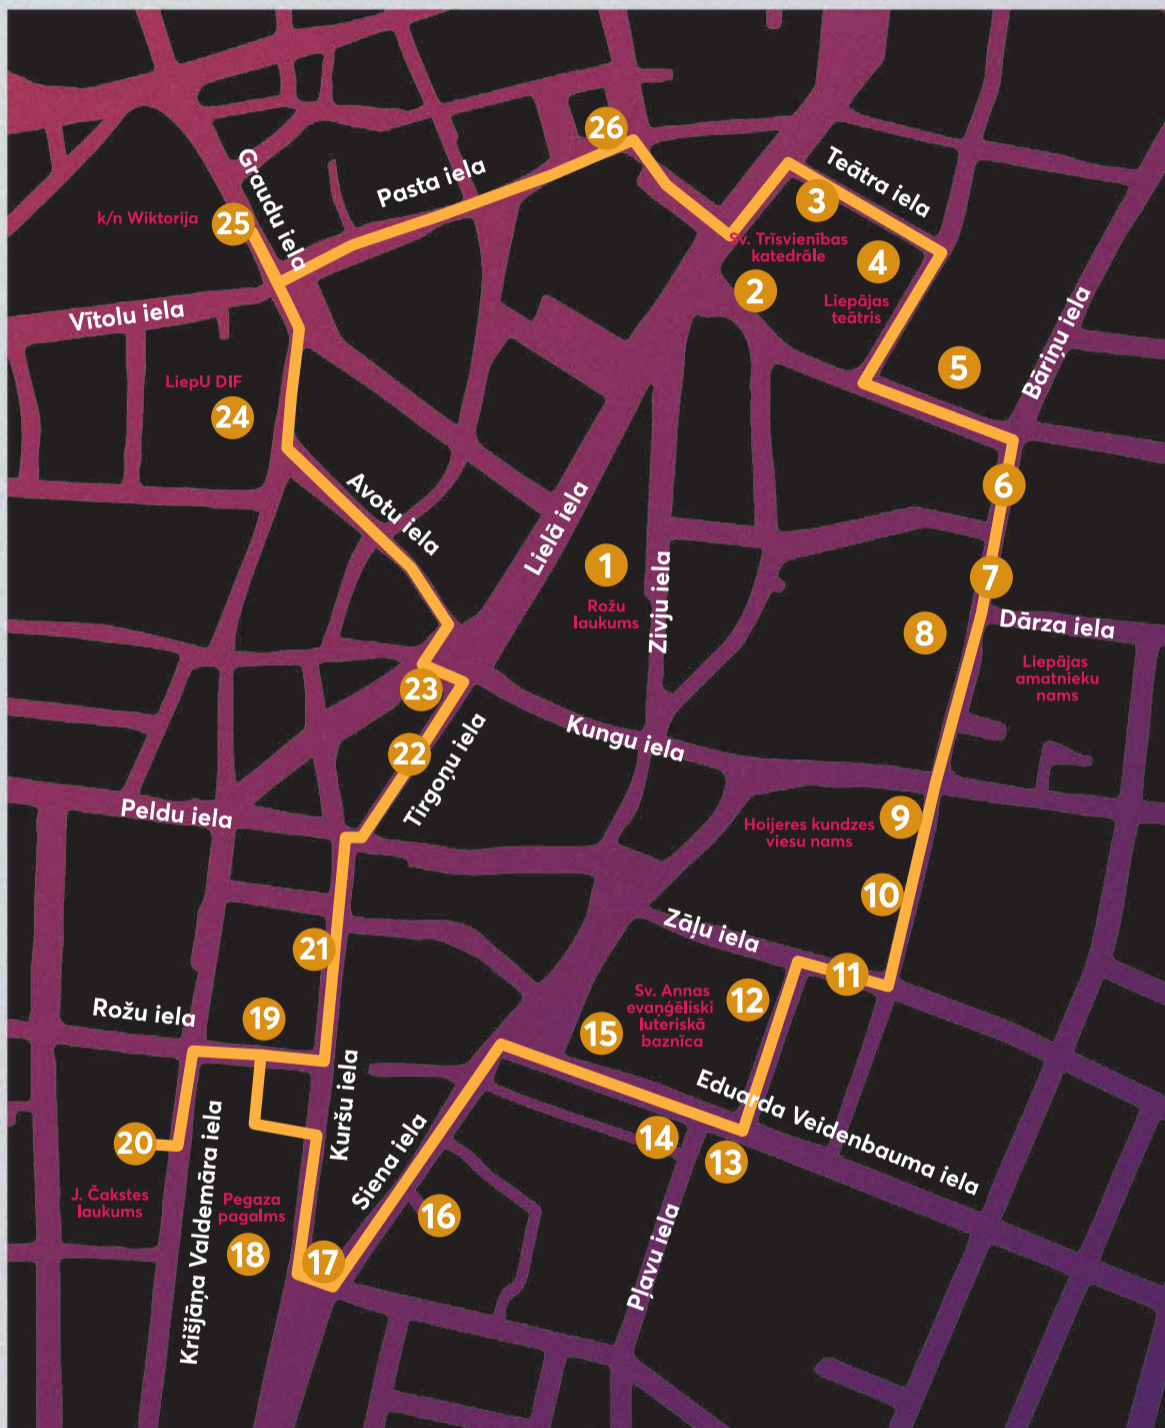 26
Teātra iela
Graudu iela
Pasta iela
3
k/n Wiktorija
25
Sv. Trīsvienības
katedrāle
4
2
Liepājas
teātris
Vītolu iela
Bāriņu iela
5
LiepU DIF
24
Avotu iela
6
Lielā iela
1
Rožu
laukums
Zivju iela
7
8
Dārza iela
Liepājas
amatnieku
nams
23
22
Tirgoņu iela
Kungu iela
Peldu iela
9
Hoijeres kundzes
viesu nams
10
Zāļu iela
21
11
Sv. Annas
evaņģēliski
luteriskā
baznīca
12
15
Rožu iela
19
Kuršu iela
Eduarda Veidenbauma iela
20
Krišjāņa Valdemāra iela
Siena iela
14
13
J. Čakstes
laukums
Pegaza
pagalms
18
16
17
Pļavu iela